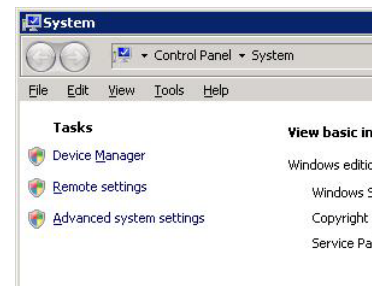 System
Control Panel System
File Edit View Tools Help
Tasks
Device Manager
Remote settings
Advanced system settings
View basic in
Windows editio
Windows S
Copyright
Service Pa